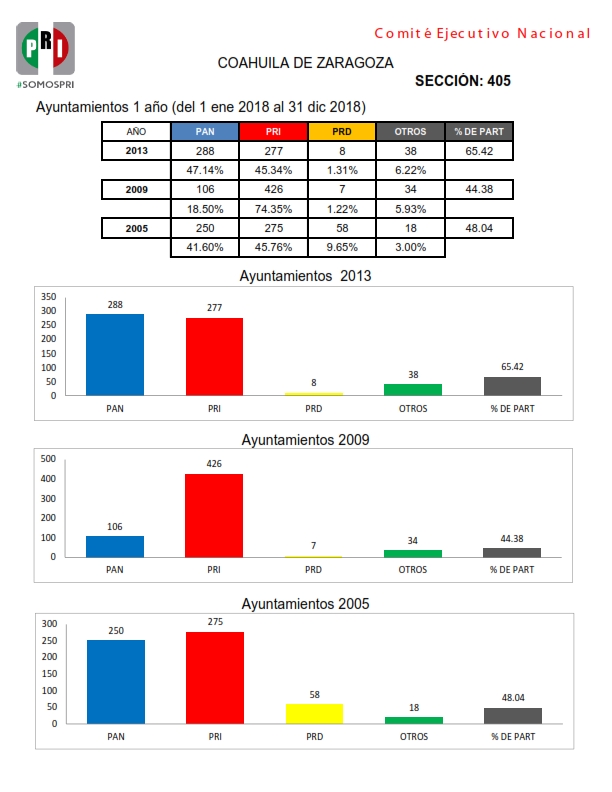 Comité Ejecutivo Nacional
PRI
#SOMOSPRI
COAHUILA DE ZARAGOZA
SECCIÓN: 405
Ayuntamientos 1 año (del 1 ene 2018 al 31 dic 2018)
AÑO PAN PRI PRD OTROS % DE PART
2013 288 277 8 38 65.42
47.14% 45.34% 1.31% 6.22%
2009 106 426 7 34 44.38
18.50% 74.35% 1.22% 5.93%
2005 250 275 58 18 48.04
41.60% 45.76% 9.65% 3.00%
Ayuntamientos 2013
350
300
250
200
150
100
50
0
288 277 8 38 65.42
PAN PRI PRD OTROS % DE PART
Ayuntamientos 2009
500
400
300
200
100
0
106 426 7 34 44.38
PAN PRI PRD OTROS % DE PART
Ayuntamientos 2005
300
250
200
150
100
50
0
250 275 58 18 48.04
PAN PRI PRD OTROS % DE PART